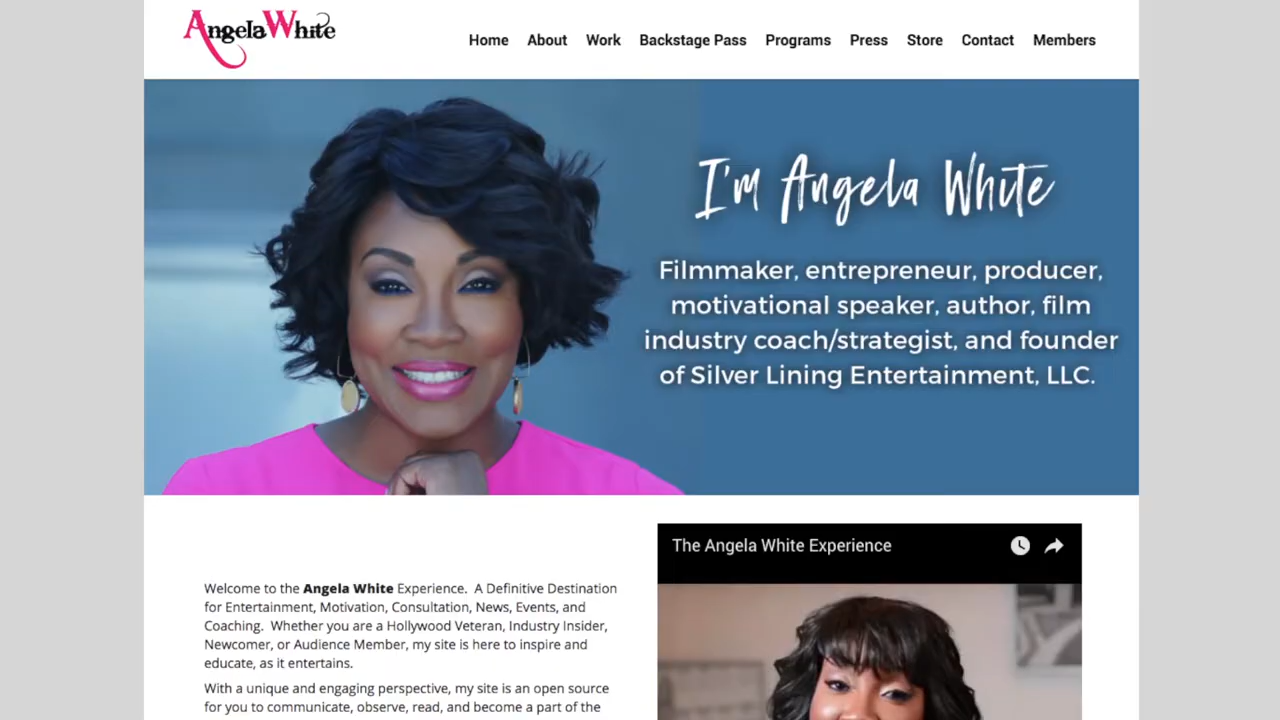 Angela White
Home About Work Backstage Pass Programs Press Store Contact Members
I'm Angela White
Filmmaker, entrepreneur, producer,
motivational speaker, author, film
industry coach/strategist, and founder
of Silver Lining Entertainment, LLC.
The Angela White Experience
Welcome to the Angela White Experience. A Definitive Destination
for Entertainment, Motivation, Consultation, News, Events, and
Coaching. Whether you are a Hollywood Veteran, Industry Insider,
Newcomer, or Audience Member, my site is here to inspire and
educate, as it entertains.
With a unique and engaging perspective, my site is an open source
for you to communicate, observe, read, and become a part of the